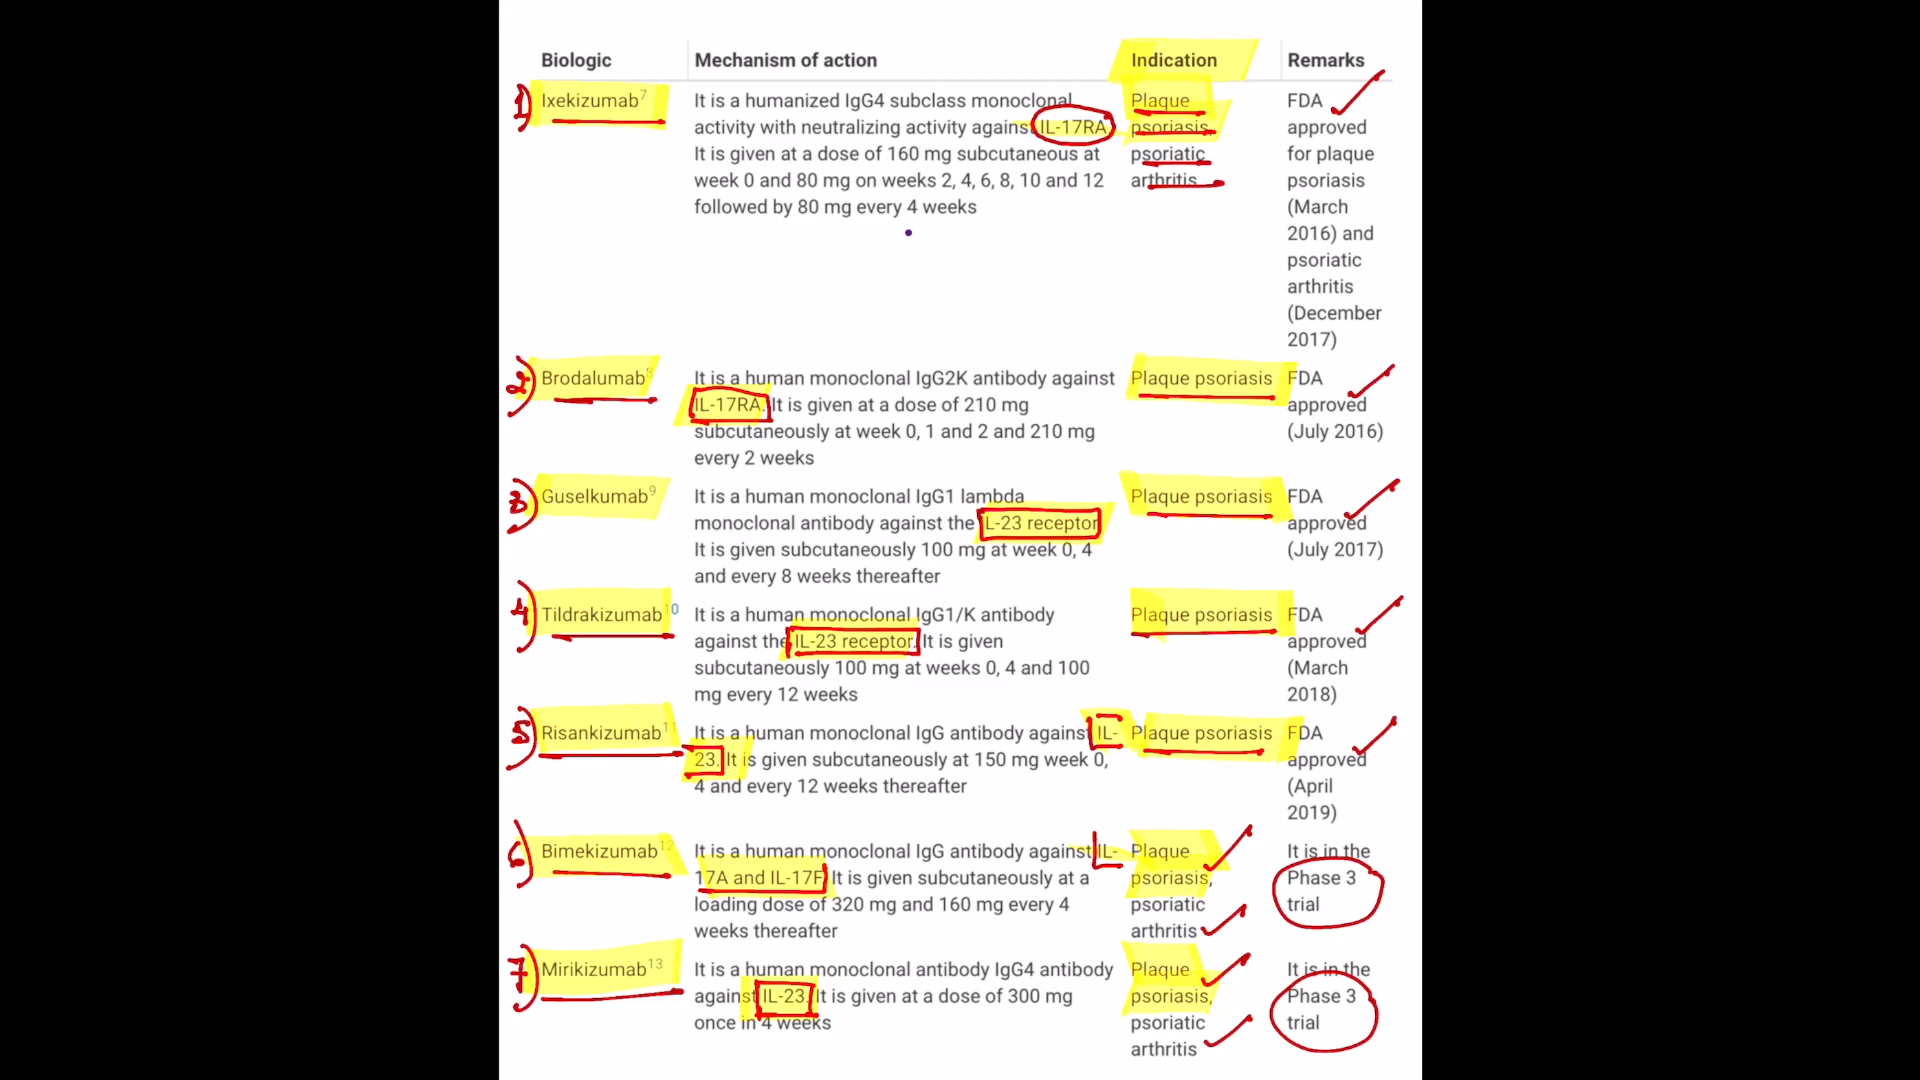 Biologic Mechanism of action Indication Remarks
1) Ixekizumab7 It is a humanized IgG4 subclass monoclonal Plaque FDA
activity with neutralizing activity against IL-17RA. psoriasis, approved
It is given at a dose of 160 mg subcutaneous at psoriatic for plaque
week 0 and 80 mg on weeks 2, 4, 6, 8, 10 and 12 arthritis psoriasis
followed by 80 mg every 4 weeks (March
2016) and
psoriatic
arthritis
(December
2017)
2) Brodalumab8 It is a human monoclonal IgG2K antibody against Plaque psoriasis FDA
IL-17RA. It is given at a dose of 210 mg approved
subcutaneously at week 0, 1 and 2 and 210 mg (July 2016)
every 2 weeks
3) Guselkumab9 It is a human monoclonal IgG1 lambda Plaque psoriasis FDA
monoclonal antibody against the IL-23 receptor approved
It is given subcutaneously 100 mg at week 0, 4 (July 2017)
and every 8 weeks thereafter
4) Tildrakizumab10 It is a human monoclonal IgG1/K antibody Plaque psoriasis FDA
against the IL-23 receptor. It is given approved
subcutaneously 100 mg at weeks 0, 4 and 100 (March
mg every 12 weeks 2018)
5) Risankizumab11 It is a human monoclonal IgG antibody against IL- Plaque psoriasis FDA
23. It is given subcutaneously at 150 mg week 0, approved
4 and every 12 weeks thereafter (April
2019)
6) Bimekizumab12 It is a human monoclonal IgG antibody against IL- Plaque It is in the
17A and IL-17F. It is given subcutaneously at a psoriasis, Phase 3
loading dose of 320 mg and 160 mg every 4 psoriatic trial
weeks thereafter arthritis
7) Mirikizumab13 It is a human monoclonal antibody IgG4 antibody Plaque It is in the
against IL-23. It is given at a dose of 300 mg psoriasis, Phase 3
once in 4 weeks psoriatic trial
arthritis